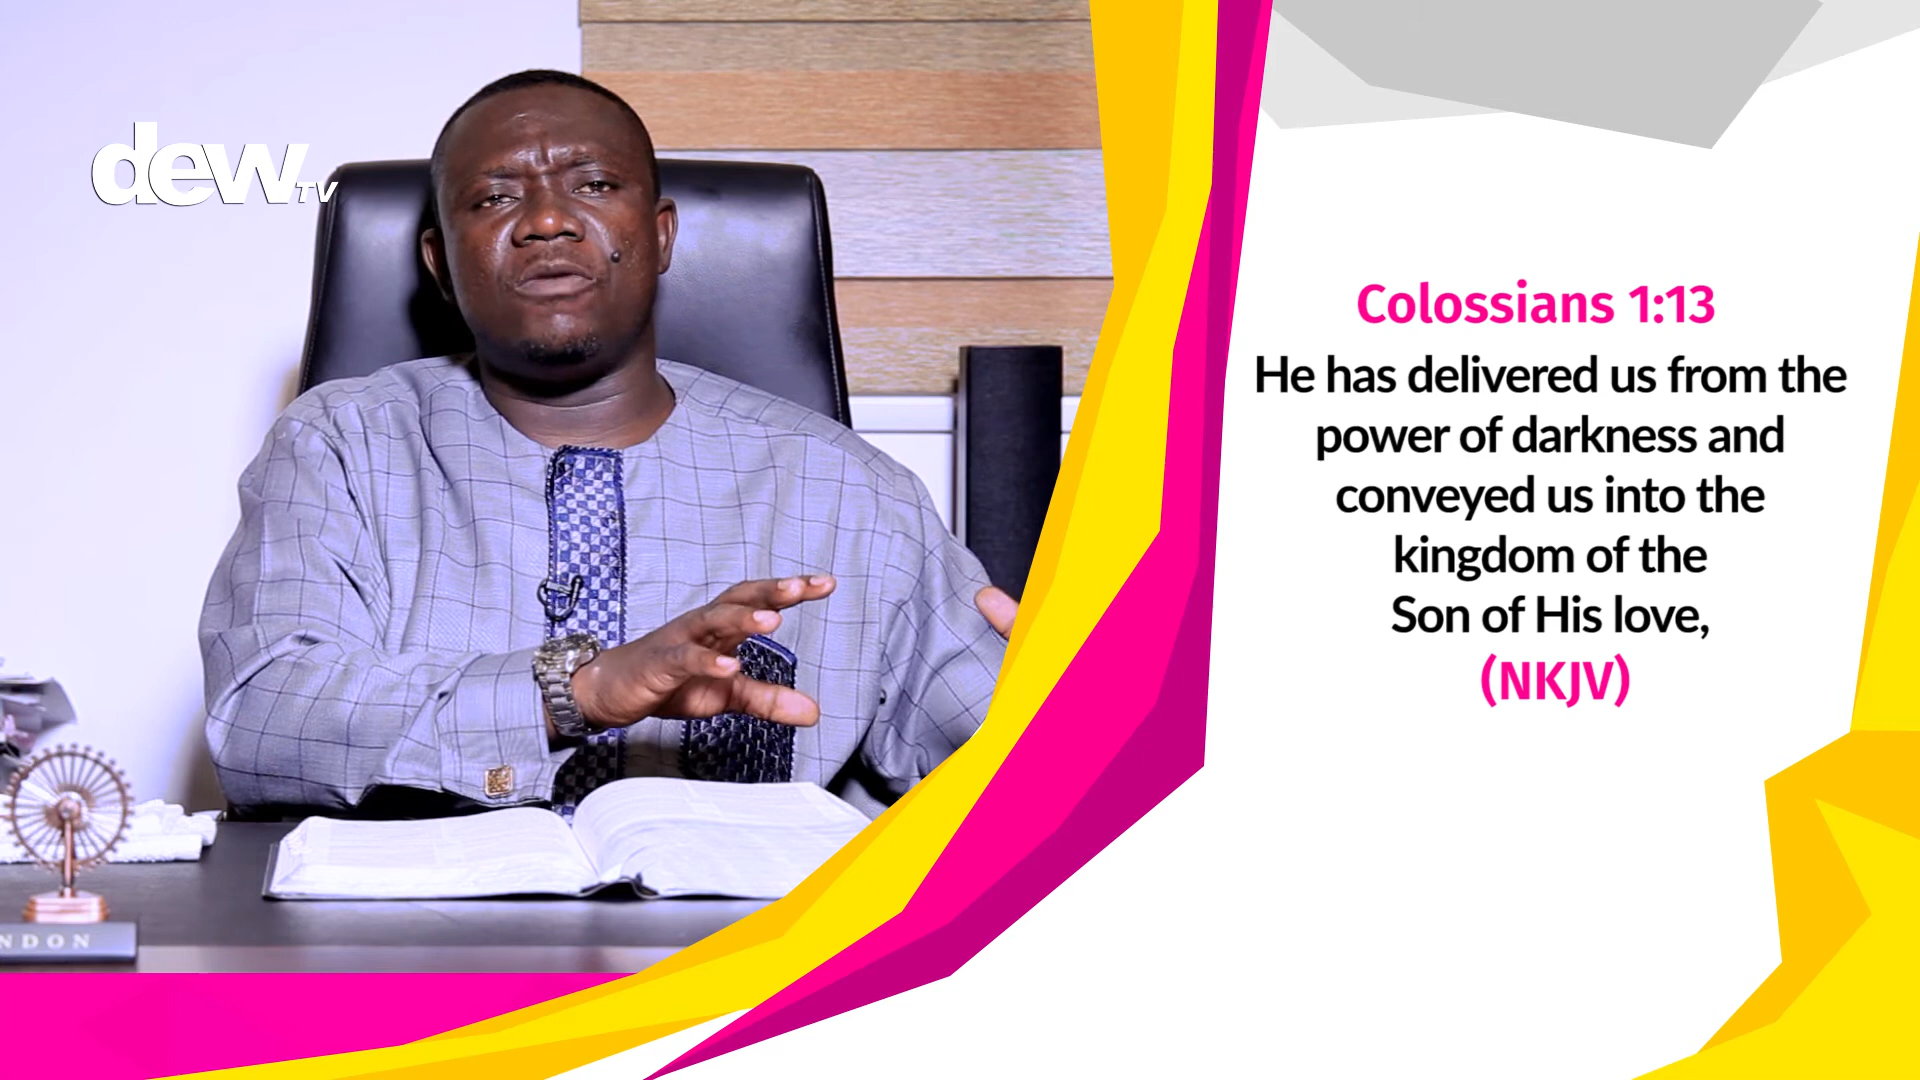 dew TV
Colossians 1:13
He has delivered us from the
power of darkness and
conveyed us into the
kingdom of the
Son of His love,
(NKJV)
NDON